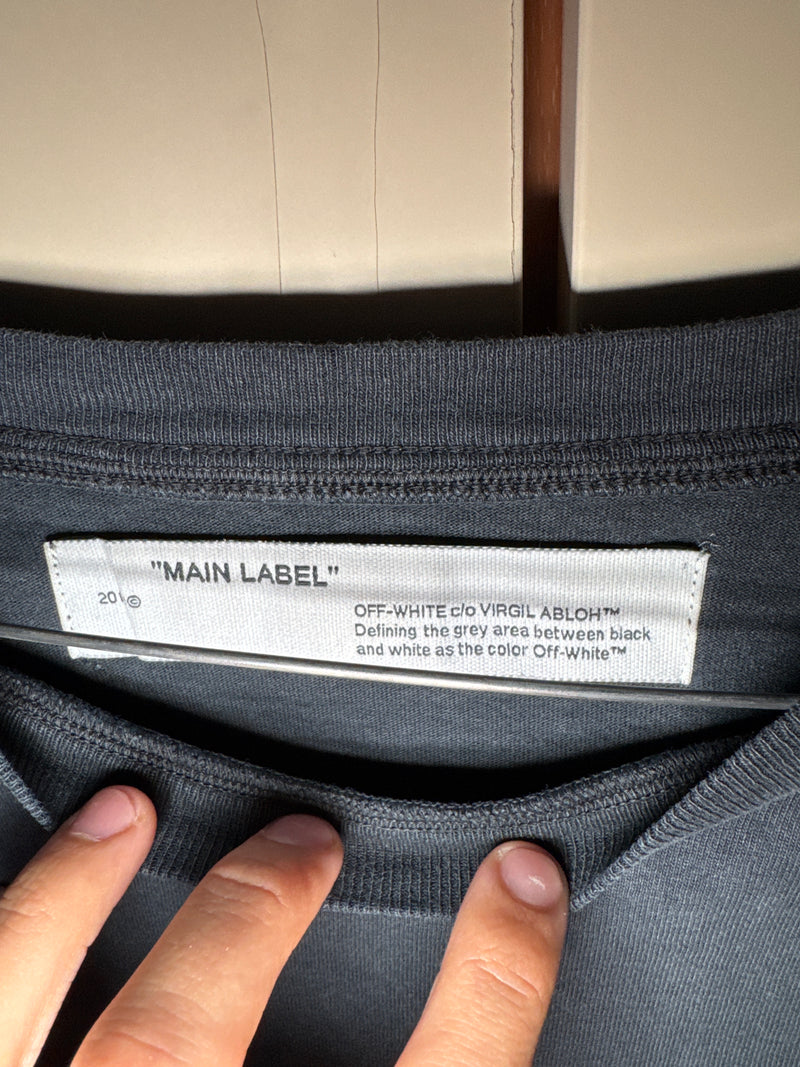 "MAIN LABEL"
©
OFF-WHITE c/o VIRGIL ABLOH™
Defining the grey area between black
and white as the color Off-White™